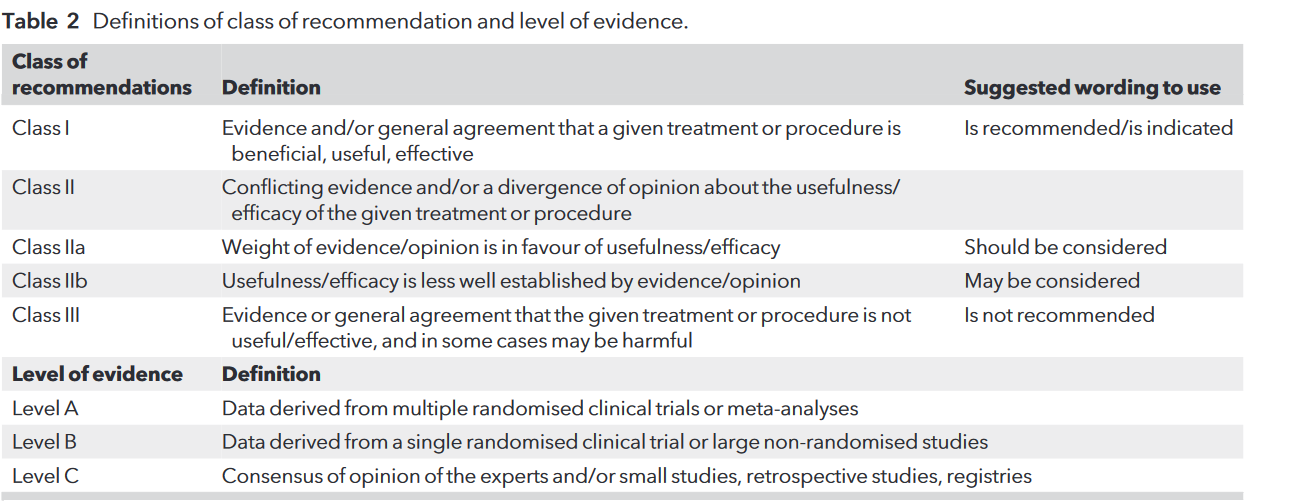 Table 2 Definitions of class of recommendation and level of evidence.
Class of
recommendations Definition Suggested wording to use
Class I Evidence and/or general agreement that a given treatment or procedure is Is recommended/is indicated
beneficial, useful, effective
Class II Conflicting evidence and/or a divergence of opinion about the usefulness/
efficacy of the given treatment or procedure
Class IIa Weight of evidence/opinion is in favour of usefulness/efficacy Should be considered
Class IIb Usefulness/efficacy is less well established by evidence/opinion May be considered
Class III Evidence or general agreement that the given treatment or procedure is not Is not recommended
useful/effective, and in some cases may be harmful
Level of evidence Definition
Level A Data derived from multiple randomised clinical trials or meta-analyses
Level B Data derived from a single randomised clinical trial or large non-randomised studies
Level C Consensus of opinion of the experts and/or small studies, retrospective studies, registries